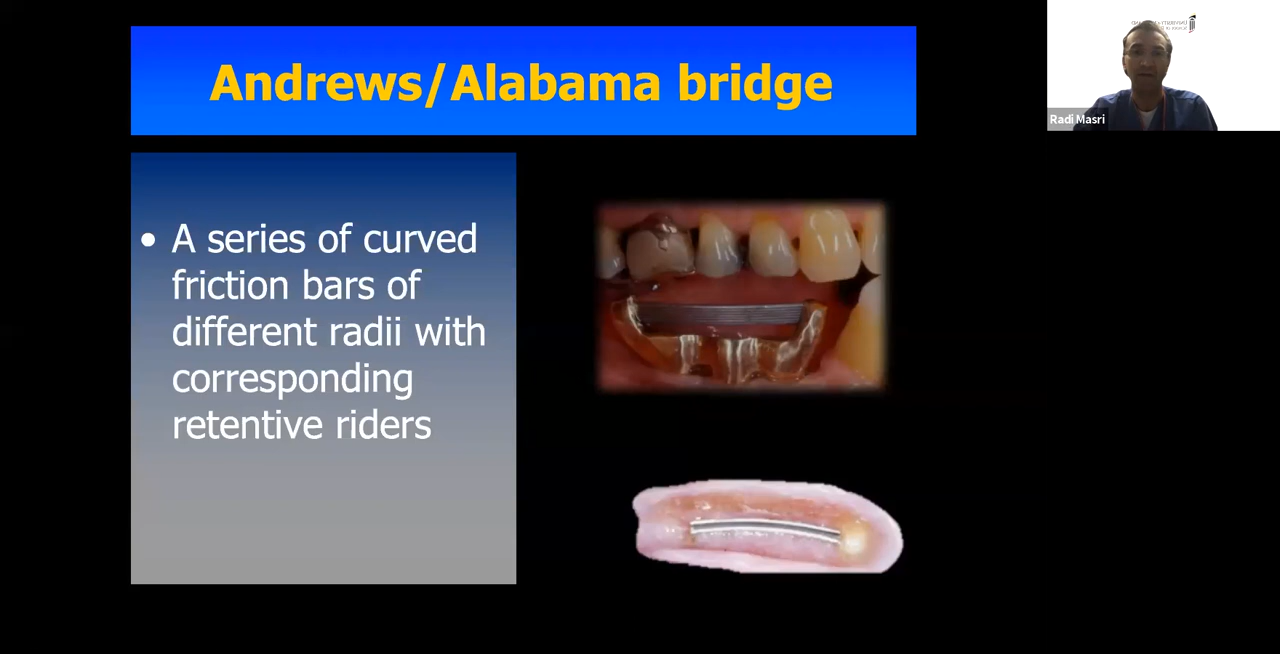 Andrews/Alabama bridge
Radi Masri
• A series of curved
friction bars of
different radii with
corresponding
retentive riders